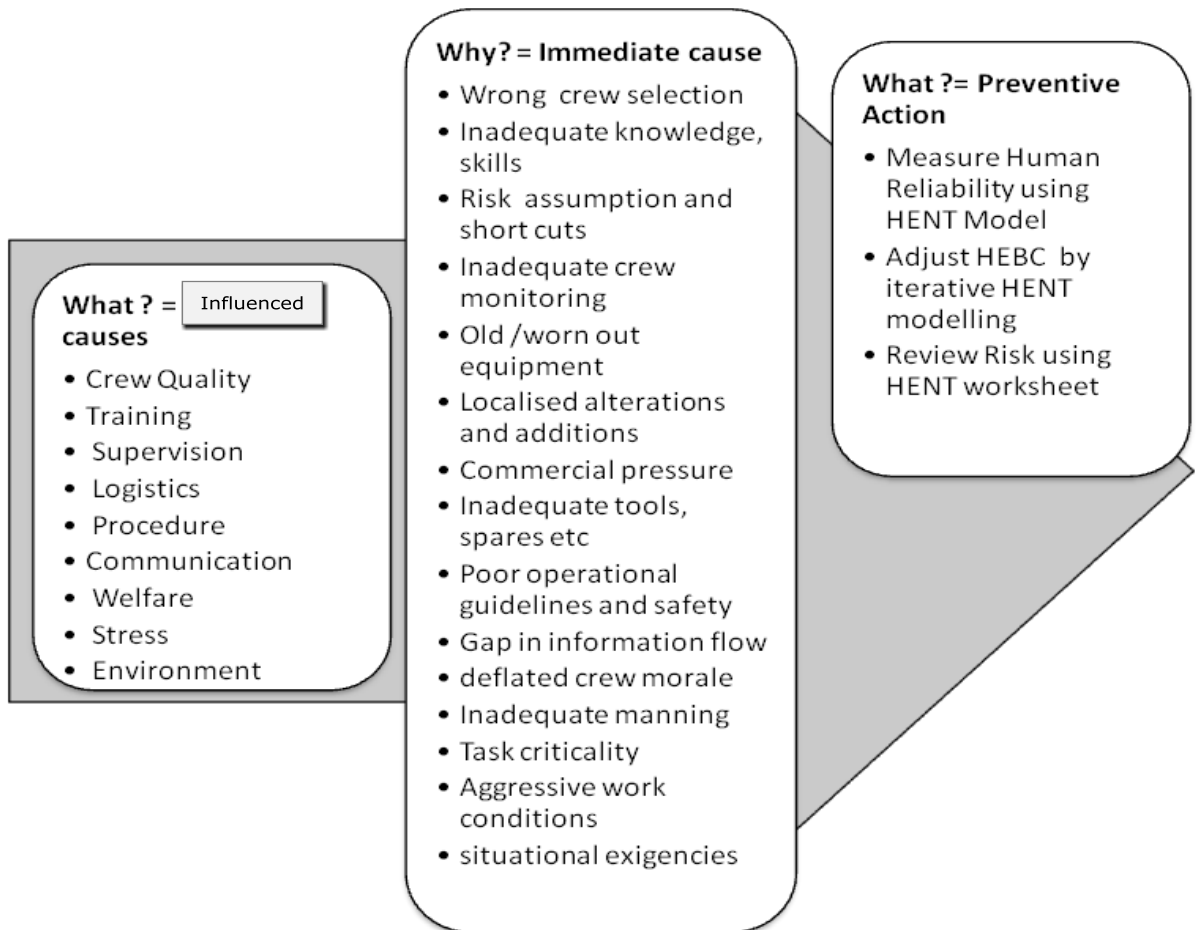 What ? = Influenced
causes
• Crew Quality
• Training
• Supervision
• Logistics
• Procedure
• Communication
• Welfare
• Stress
• Environment
Why? = Immediate cause
• Wrong crew selection
• Inadequate knowledge,
skills
• Risk assumption and
short cuts
• Inadequate crew
monitoring
• Old /worn out
equipment
• Localised alterations
and additions
• Commercial pressure
• Inadequate tools,
spares etc
• Poor operational
guidelines and safety
• Gap in information flow
• deflated crew morale
• Inadequate manning
• Task criticality
• Aggressive work
conditions
• situational exigencies
What ?= Preventive
Action
• Measure Human
Reliability using
HENT Model
• Adjust HEBC by
iterative HENT
modelling
• Review Risk using
HENT worksheet